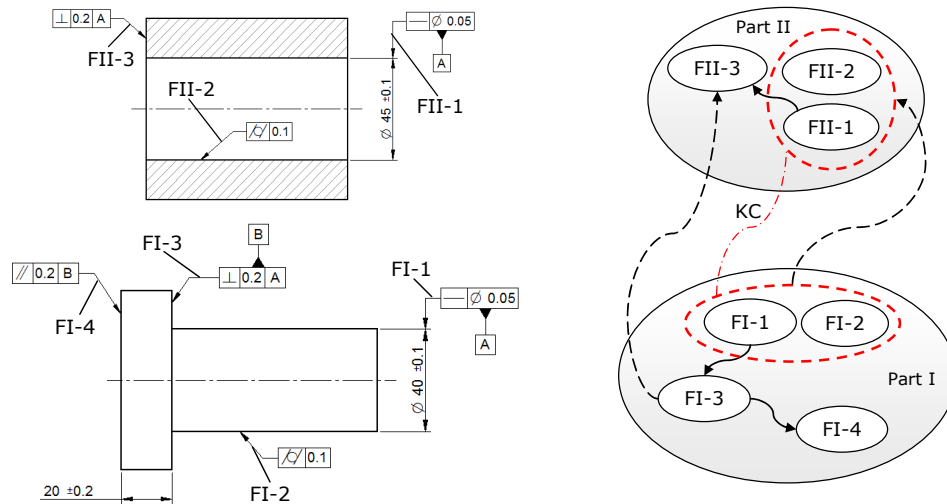 ⊥ 0.2 A
FII-3
FII-2
⌭ 0.1
— Ø 0.05
A
FII-1
Ø 45 ±0.1
B
FI-3
⊥ 0.2 A
// 0.2 B
FI-4
FI-1
— Ø 0.05
A
Ø 40 ±0.1
⌭ 0.1
FI-2
20 ±0.2
Part II
FII-3
FII-2
FII-1
KC
FI-1
FI-2
Part I
FI-3
FI-4